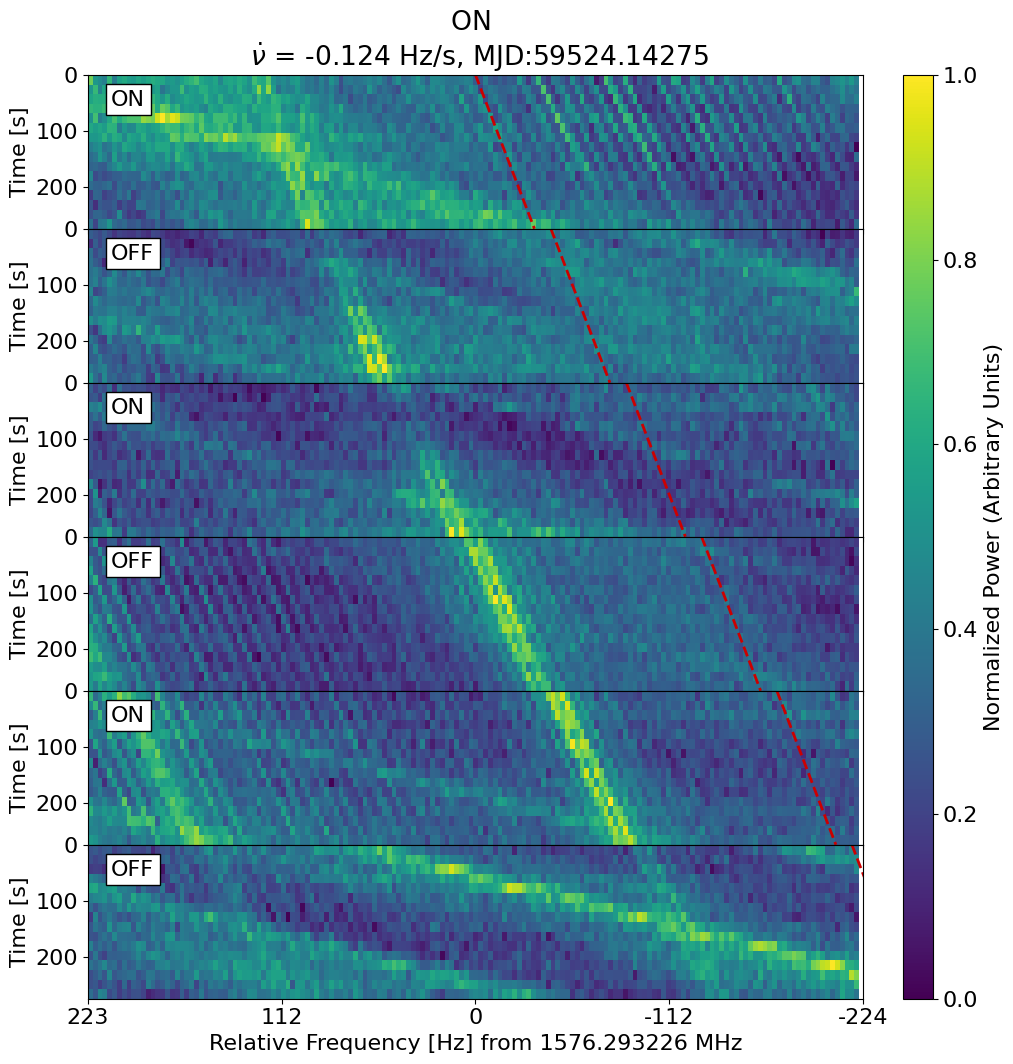 ON
ν̇ = -0.124 Hz/s, MJD:59524.14275
0
ON
100
Time [s]
200
0
OFF
100
Time [s]
200
0
ON
100
Time [s]
200
0
OFF
100
Time [s]
200
0
ON
100
Time [s]
200
0
OFF
100
Time [s]
200
223 112 0 -112 -224
Relative Frequency [Hz] from 1576.293226 MHz
1.0
0.8
0.6
0.4
0.2
0.0
Normalized Power (Arbitrary Units)